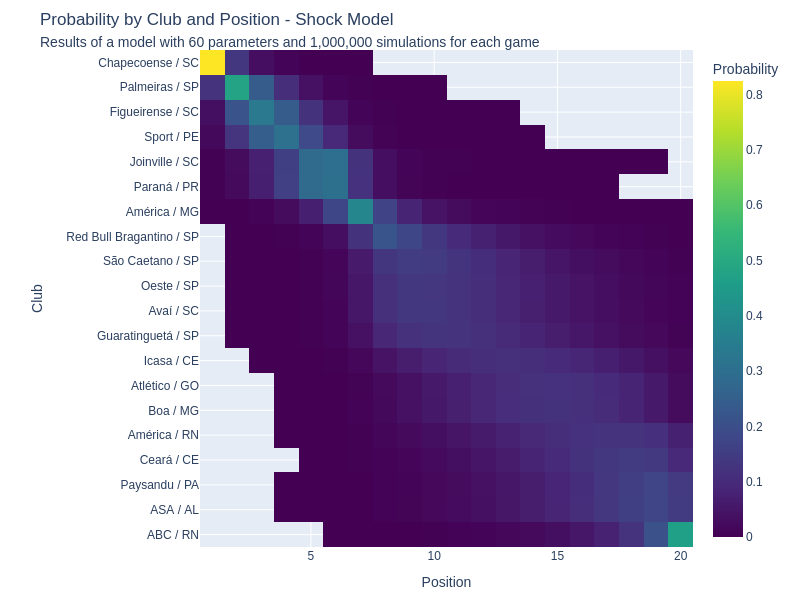 Probability by Club and Position - Shock Model
Results of a model with 60 parameters and 1,000,000 simulations for each game
Probability
Chapecoense / SC
Palmeiras / SP
Figueirense / SC
Sport / PE
Joinville / SC
Paraná / PR
América / MG
Red Bull Bragantino / SP
São Caetano / SP
Oeste / SP
Avaí / SC
Guaratinguetá / SP
Icasa / CE
Atlético / GO
Boa / MG
América / RN
Ceará / CE
Paysandu / PA
ASA / AL
ABC / RN
Club
5
10
15
20
Position
0.8
0.7
0.6
0.5
0.4
0.3
0.2
0.1
0